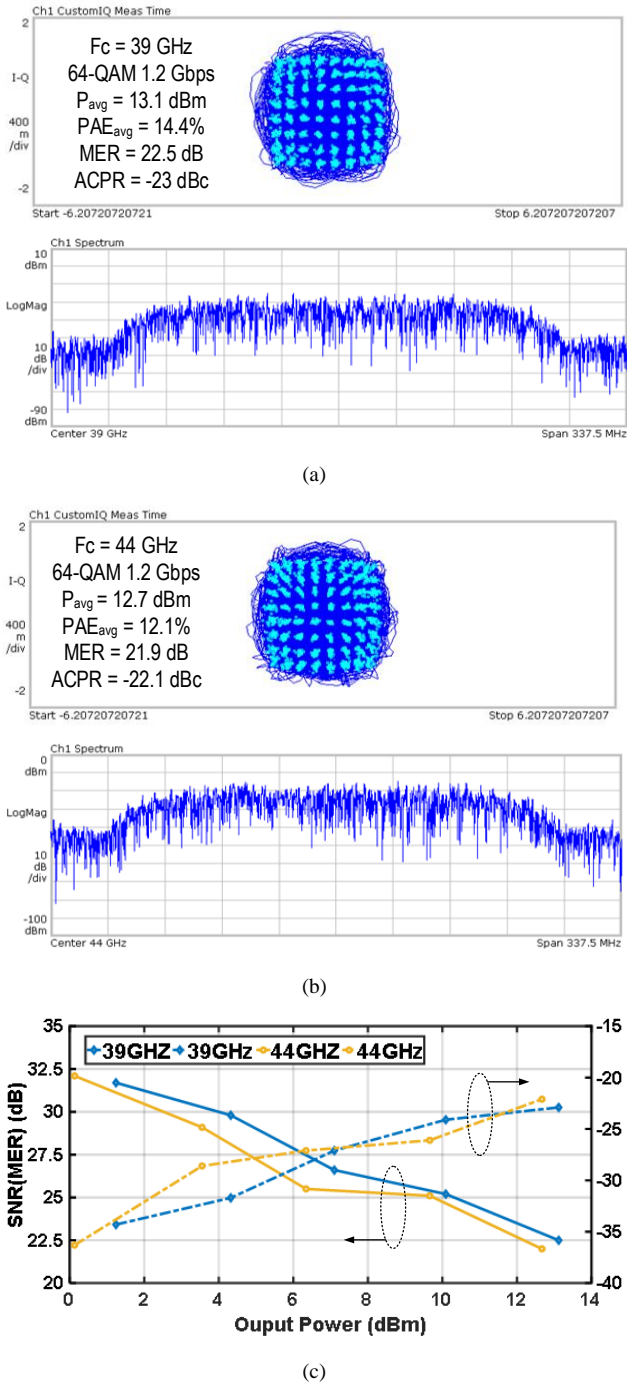 Ch1 CustomIQ Meas Time
2
Fc = 39 GHz
64-QAM 1.2 Gbps
Pavg = 13.1 dBm
PAEavg = 14.4%
MER = 22.5 dB
ACPR = -23 dBc
I-Q
400
m
/div
-2
Start -6.20720720721
Stop 6.207207207207
Ch1 Spectrum
10
dBm
LogMag
10
dB
/div
-90
dBm
Center 39 GHz
Span 337.5 MHz
(a)
Ch1 CustomIQ Meas Time
2
Fc = 44 GHz
64-QAM 1.2 Gbps
Pavg = 12.7 dBm
PAEavg = 12.1%
MER = 21.9 dB
ACPR = -22.1 dBc
I-Q
400
m
/div
-2
Start -6.20720720721
Stop 6.207207207207
Ch1 Spectrum
0
dBm
LogMag
10
dB
/div
-100
dBm
Center 44 GHz
Span 337.5 MHz
(b)
39GHZ 39GHz 44GHZ 44GHz
SNR(MER) (dB)
35
32.5
30
27.5
25
22.5
20
-15
-20
-25
-30
-35
-40
0 2 4 6 8 10 12 14
Ouput Power (dBm)
(c)